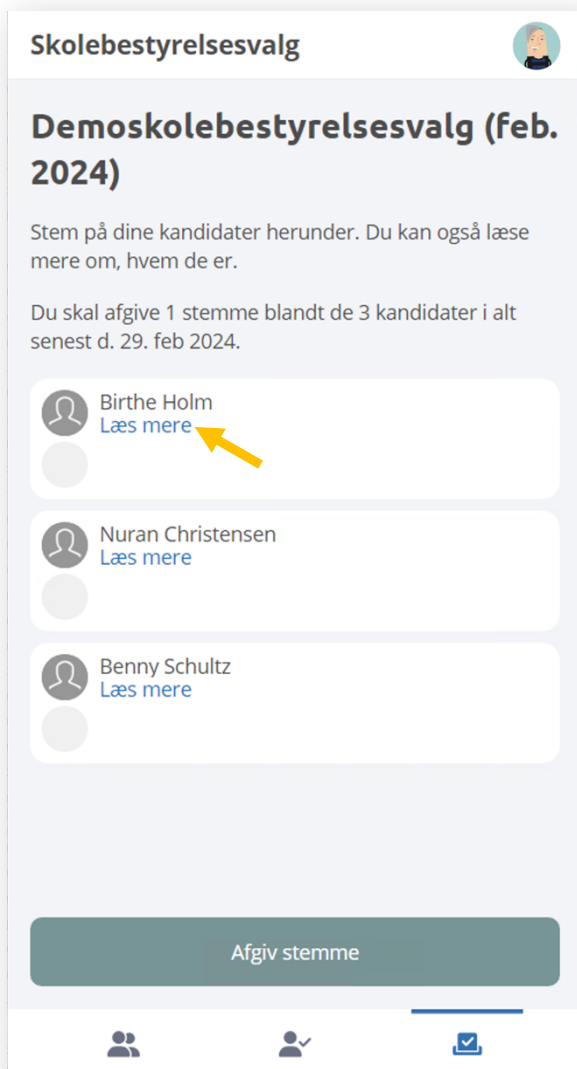 Skolebestyrelsesvalg
Demoskolebestyrelsesvalg (feb.
2024)
Stem på dine kandidater herunder. Du kan også læse
mere om, hvem de er.
Du skal afgive 1 stemme blandt de 3 kandidater i alt
senest d. 29. feb 2024.
Birthe Holm
Læs mere
Nuran Christensen
Læs mere
Benny Schultz
Læs mere
Afgiv stemme